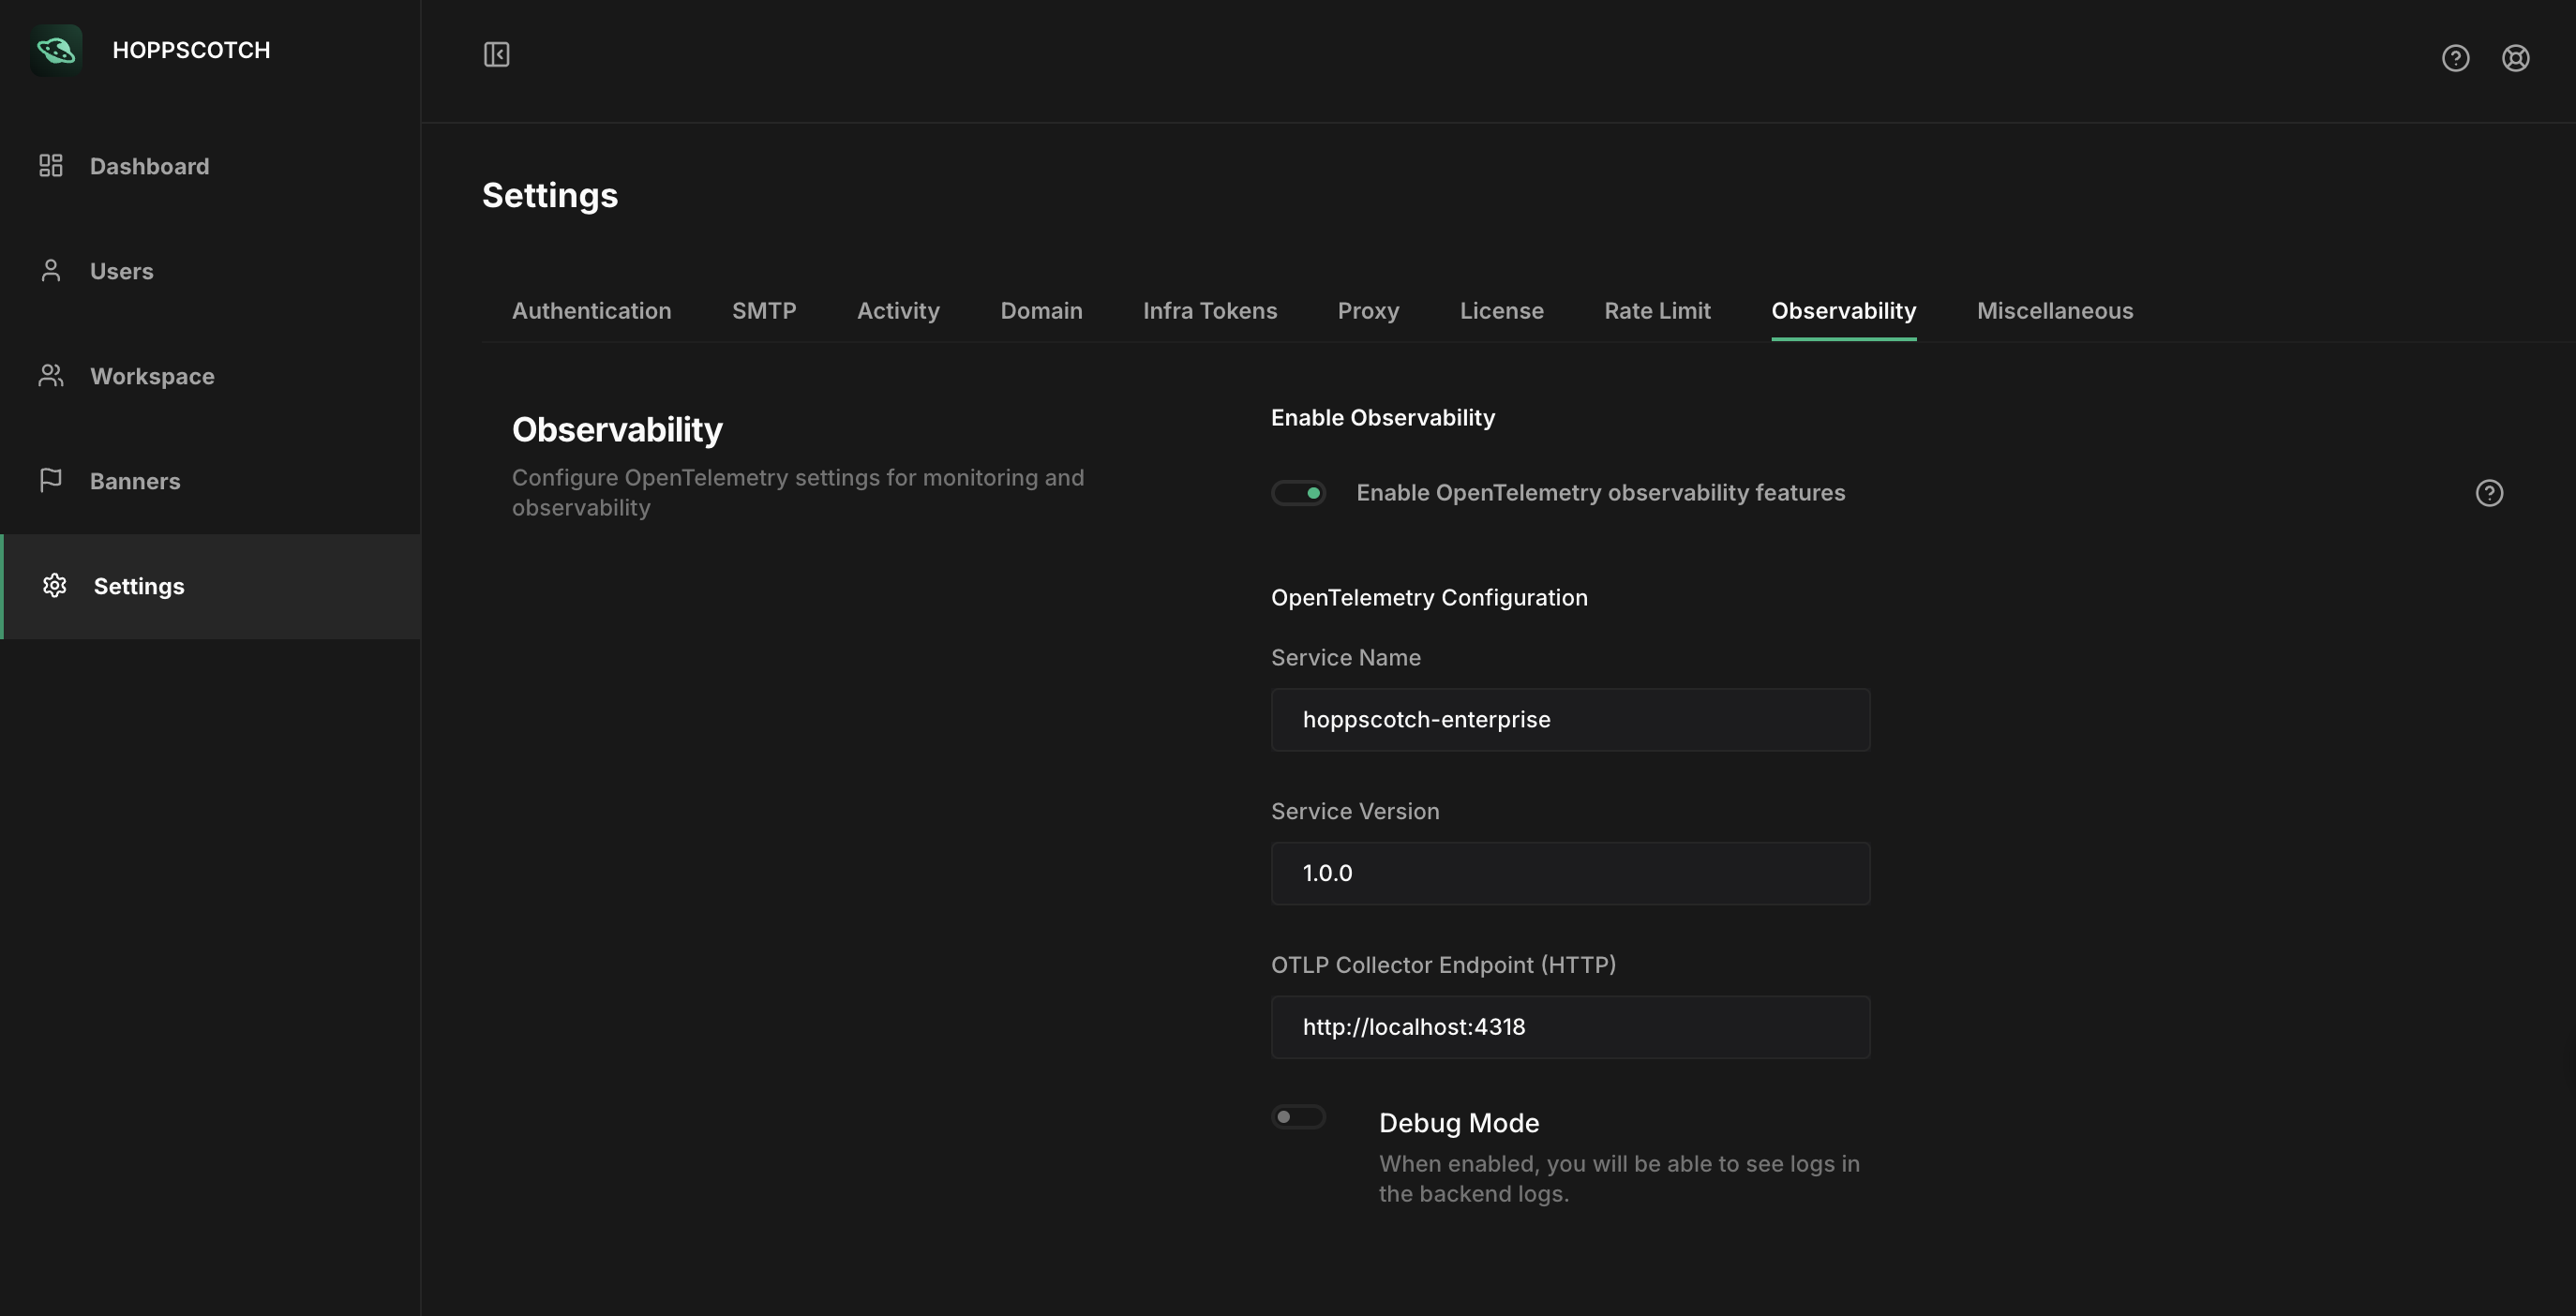 HOPPSCOTCH
Dashboard
Users
Workspace
Banners
Settings
Settings
Authentication SMTP Activity Domain Infra Tokens Proxy License Rate Limit Observability Miscellaneous
Observability
Configure OpenTelemetry settings for monitoring and
observability
Enable Observability
Enable OpenTelemetry observability features
OpenTelemetry Configuration
Service Name
hoppscotch-enterprise
Service Version
1.0.0
OTLP Collector Endpoint (HTTP)
http://localhost:4318
Debug Mode
When enabled, you will be able to see logs in
the backend logs.